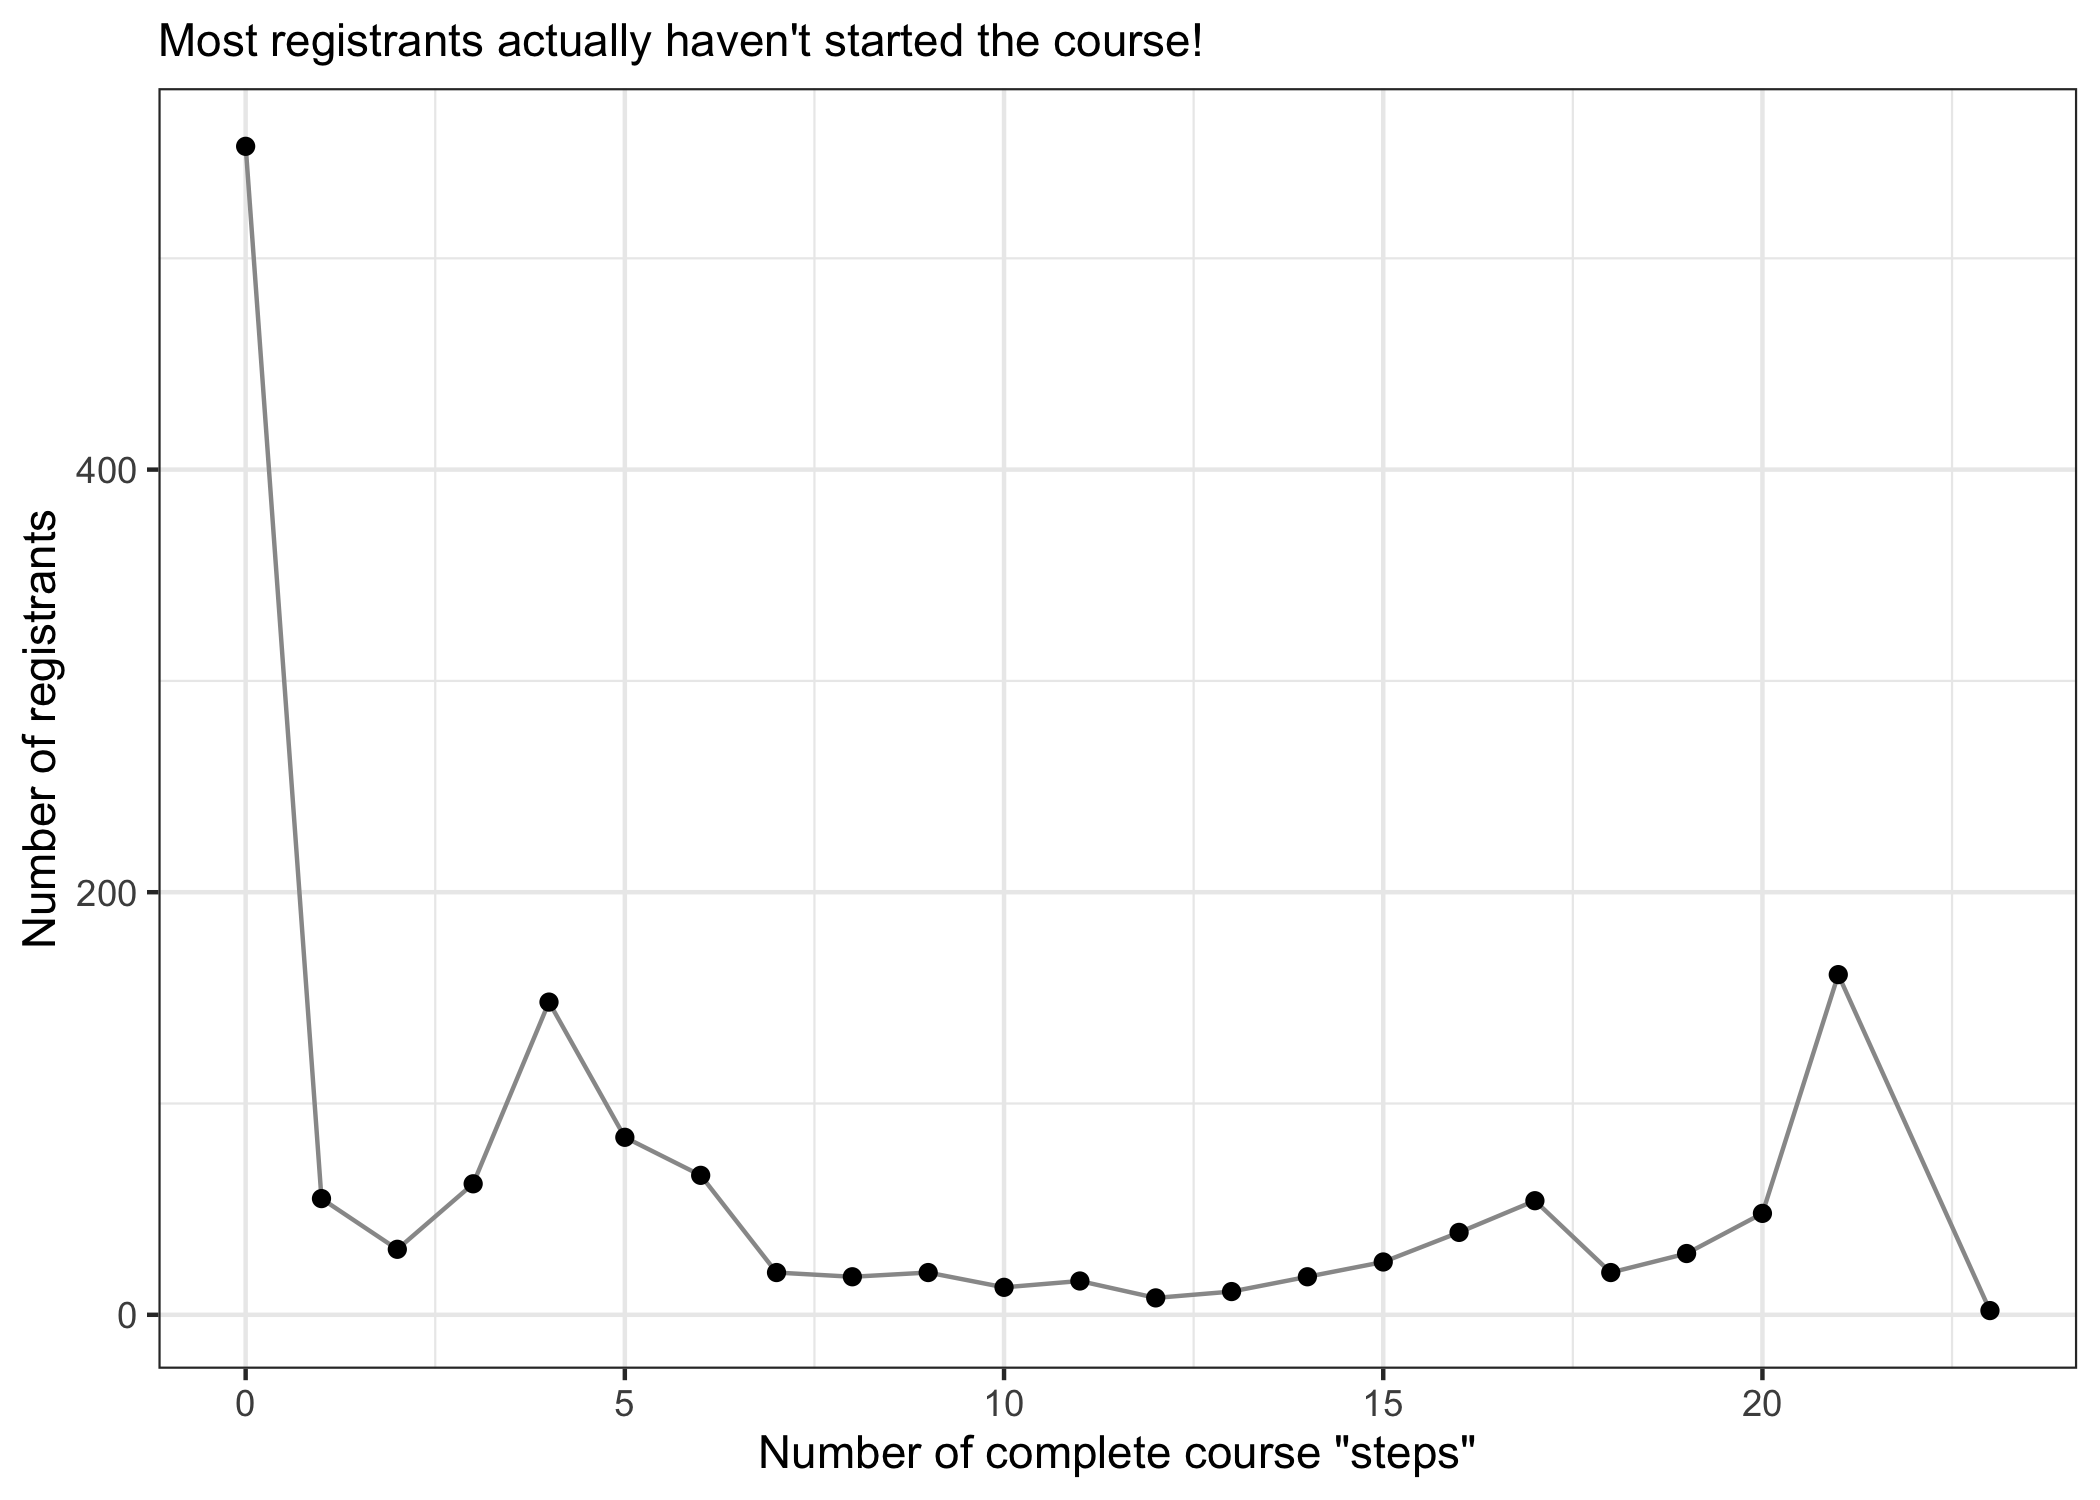 Most registrants actually haven't started the course!
Number of registrants
400
200
0
0 5 10 15 20
Number of complete course "steps"